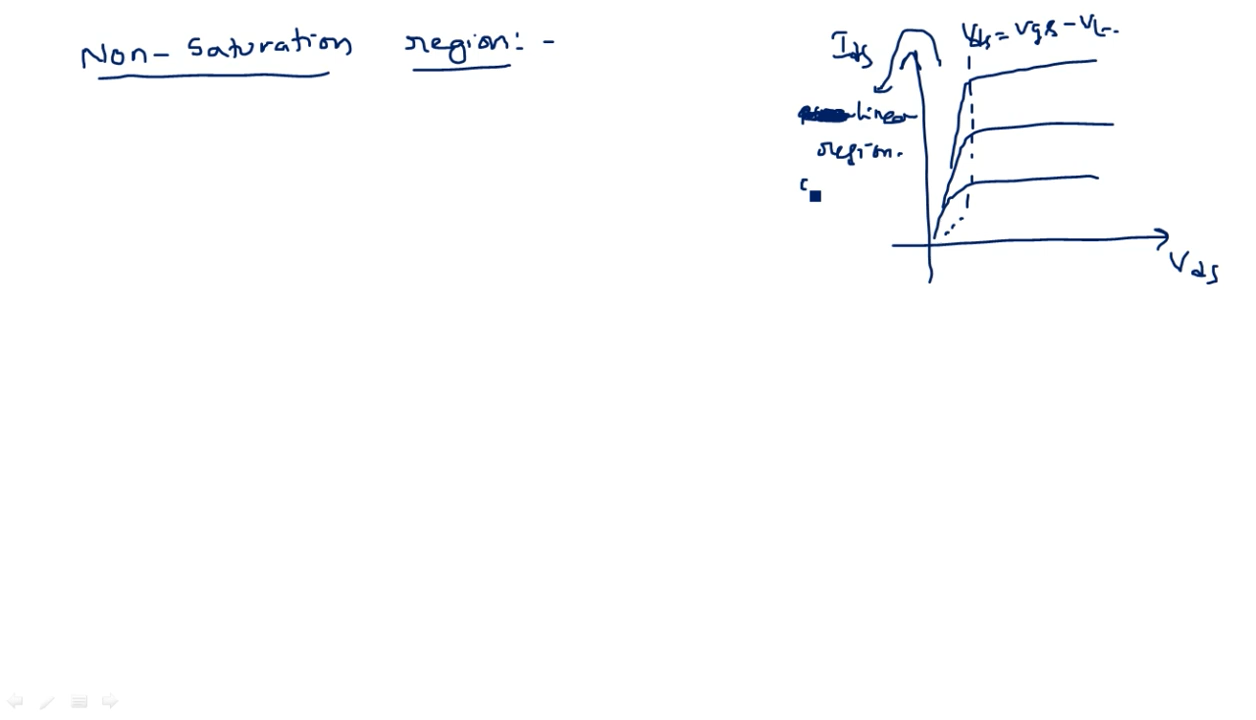 Non- Saturation region: -
Ids
Vds = Vgs - Vt
linear
region.
Vds